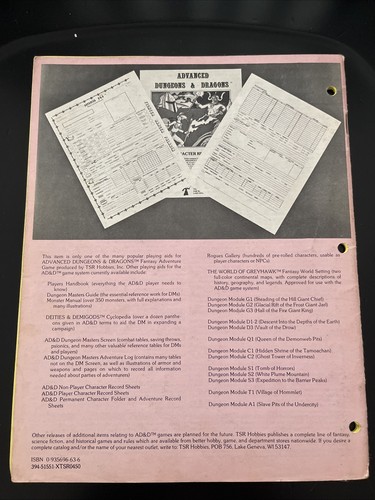 ADVANCED
DUNGEONS & DRAGONS
This item is only one of the many popular playing aids for
ADVANCED DUNGEONS & DRAGONS™ Fantasy Adventure
Game produced by TSR Hobbies, Inc. Other playing aids for the
AD&D™ game system currently available include:
Players Handbook (everything the AD&D player needs to
know)
Dungeon Masters Guide (the essential reference work for DMs)
Monster Manual (over 350 monsters, with full explanations and
many illustrations)
DEITIES & DEMIGODS™ Cyclopedia (over a dozen panthe-
ons given in AD&D terms to aid the DM in expanding a
campaign)
AD&D Dungeon Masters Screen (combat tables, saving throws,
psionics, and many other valuable reference tables for DMs
and players)
AD&D Dungeon Masters Adventure Log (contains many tables
not on the DM Screen, as well as illustrations of armor and
weapons and pages on which to record all information
needed about parties of adventurers)
AD&D Non-Player Character Record Sheets
AD&D Player Character Record Sheets
AD&D Permanent Character Folder and Adventure Record
Sheets
Rogues Gallery (hundreds of pre-rolled characters, usable as
player characters or NPCs)
THE WORLD OF GREYHAWK™ Fantasy World Setting (two
full-color continental maps, with complete descriptions of
history, geography, and legends. Approved for use with the
AD&D game system)
Dungeon Module G1 (Steading of the Hill Giant Chief)
Dungeon Module G2 (Glacial Rift of the Frost Giant Jarl)
Dungeon Module G3 (Hall of the Fire Giant King)
Dungeon Module D1-2 (Descent Into the Depths of the Earth)
Dungeon Module D3 (Vault of the Drow)
Dungeon Module Q1 (Queen of the Demonweb Pits)
Dungeon Module C1 (Hidden Shrine of the Tamoachan)
Dungeon Module C2 (Ghost Tower of Inverness)
Dungeon Module S1 (Tomb of Horrors)
Dungeon Module S2 (White Plume Mountain)
Dungeon Module S3 (Expedition to the Barrier Peaks)
Dungeon Module T1 (Village of Hommlet)
Dungeon Module A1 (Slave Pits of the Undercity)
Other releases of additional items relating to AD&D™ games are planned for the future. TSR Hobbies publishes a complete line of fantasy,
science fiction, and historical games and rules which are available from better hobby, game, and department stores nationwide. If you desire a
complete catalog and/or the name of your nearest outlet, write to: TSR Hobbies, POB 756, Lake Geneva, WI 53147.
ISBN 0-935696-63-6
394-51551-XTSR0450